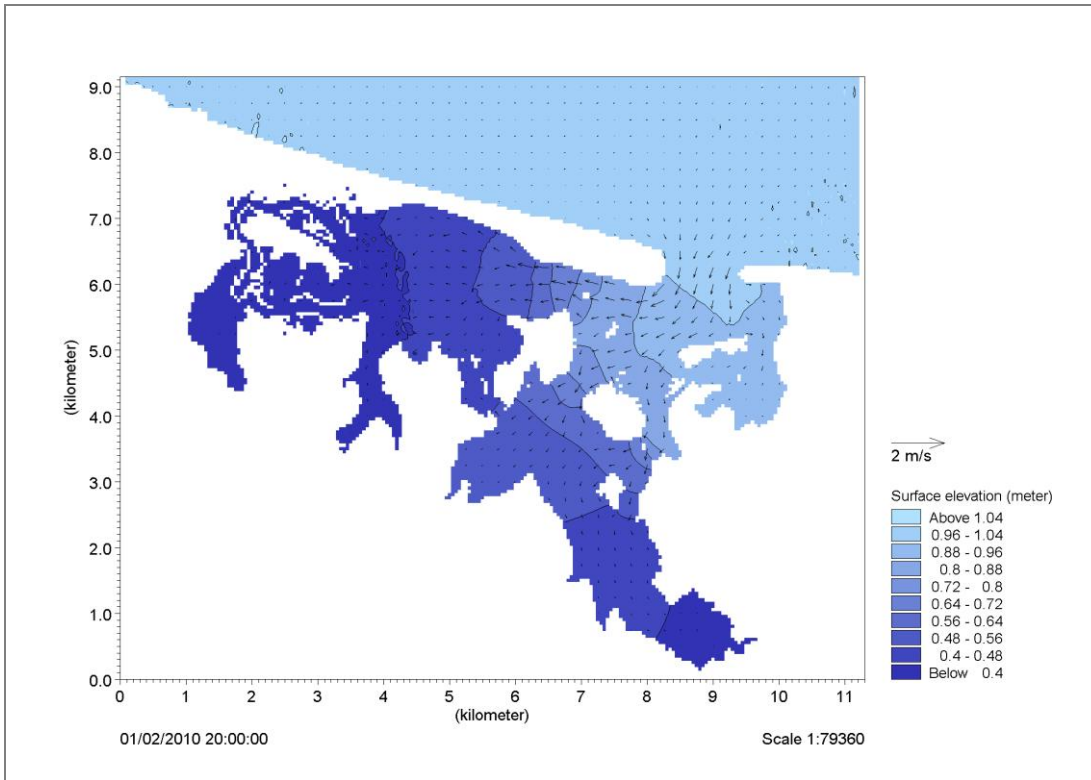 9.0
8.0
7.0
6.0
5.0
4.0
3.0
2.0
1.0
0.0
(kilometer)
0 1 2 3 4 5 6 7 8 9 10 11
(kilometer)
01/02/2010 20:00:00
Scale 1:79360
2 m/s
Surface elevation (meter)
Above 1.04
0.96 - 1.04
0.88 - 0.96
0.8 - 0.88
0.72 - 0.8
0.64 - 0.72
0.56 - 0.64
0.48 - 0.56
0.4 - 0.48
Below 0.4